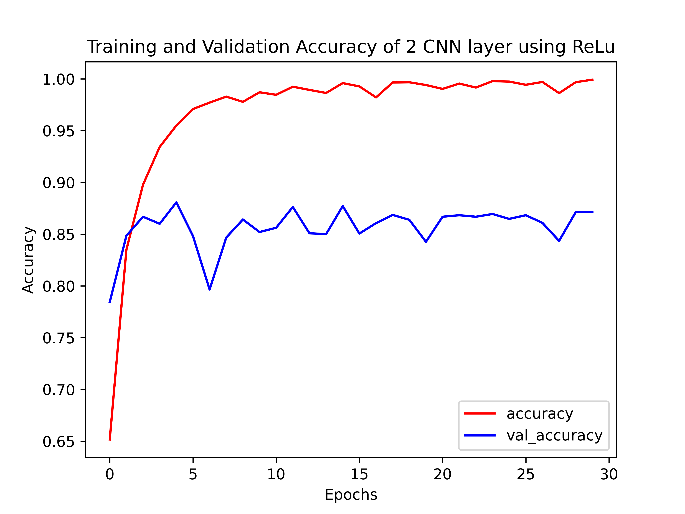 Training and Validation Accuracy of 2 CNN layer using ReLu
1.00
0.95
0.90
0.85
0.80
0.75
0.70
0.65
Accuracy
0 5 10 15 20 25 30
Epochs
accuracy
val_accuracy